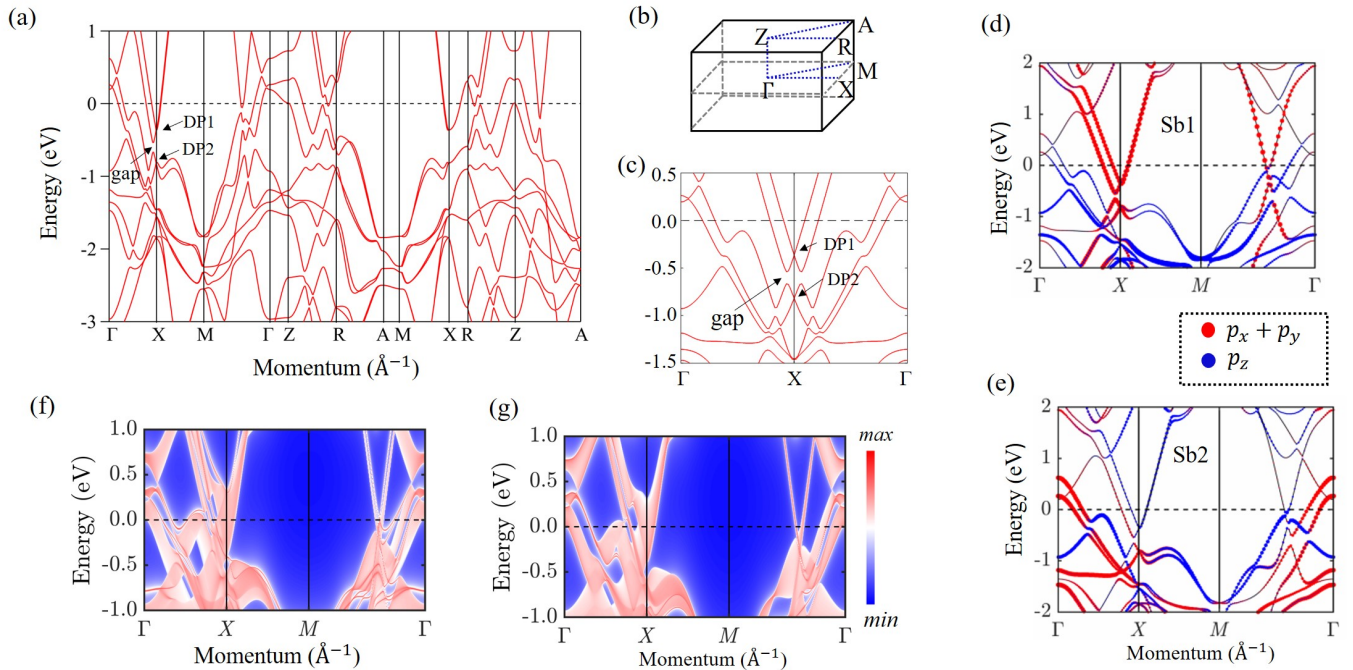 (a)
1
0
-1
-2
-3
Energy (eV)
DP1
DP2
gap
Γ X M Γ Z R A M X R Z A
Momentum (Å⁻¹)
(b)
Z
A
R
M
Γ
X
(c)
0.5
0.0
-0.5
-1.0
-1.5
DP1
DP2
gap
Γ X Γ
(d)
2
1
0
-1
-2
Energy (eV)
Sb1
Γ X M Γ
p_x + p_y
p_z
(e)
2
1
0
-1
-2
Energy (eV)
Sb2
Γ X M Γ
Momentum (Å⁻¹)
(f)
1.0
0.5
0.0
-0.5
-1.0
Energy (eV)
Γ X M Γ
Momentum (Å⁻¹)
(g)
1.0
0.5
0.0
-0.5
-1.0
Energy (eV)
Γ X M Γ
Momentum (Å⁻¹)
max
min